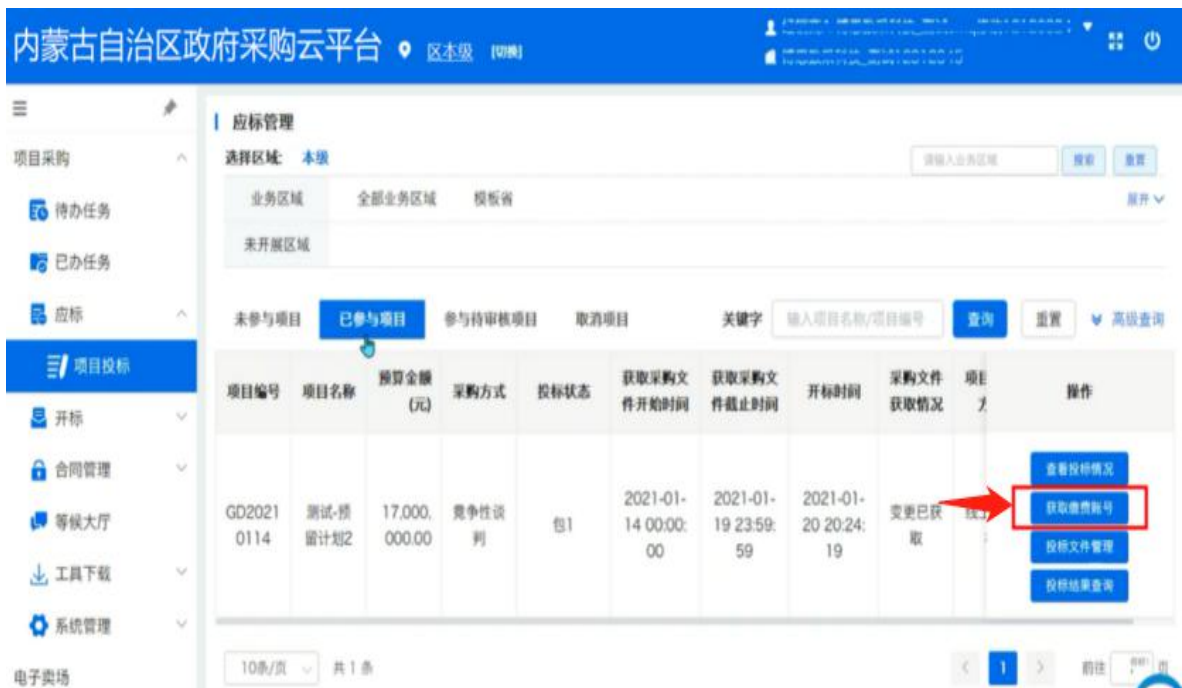 内蒙古自治区政府采购云平台 区本级 [切换]
项目采购
待办任务
已办任务
应标
项目投标
开标
合同管理
等候大厅
工具下载
系统管理
电子卖场
应标管理
选择区域: 本级 请输入业务区域 搜索 重置
业务区域 全部业务区域 模板省 展开
未开展区域
未参与项目 已参与项目 参与待审核项目 取消项目 关键字 输入项目名称/项目编号 查询 重置 高级查询
项目编号 项目名称 预算金额(元) 采购方式 投标状态 获取采购文件开始时间 获取采购文件截止时间 开标时间 采购文件获取情况 项目 操作
GD20210114 测试-预留计划2 17,000,000.00 竞争性谈判 包1 2021-01-14 00:00:00 2021-01-19 23:59:59 2021-01-20 20:24:19 变更已获取
查看投标情况
获取缴费账号
投标文件管理
投标结果查询
10条/页 共1条 1 前往 页